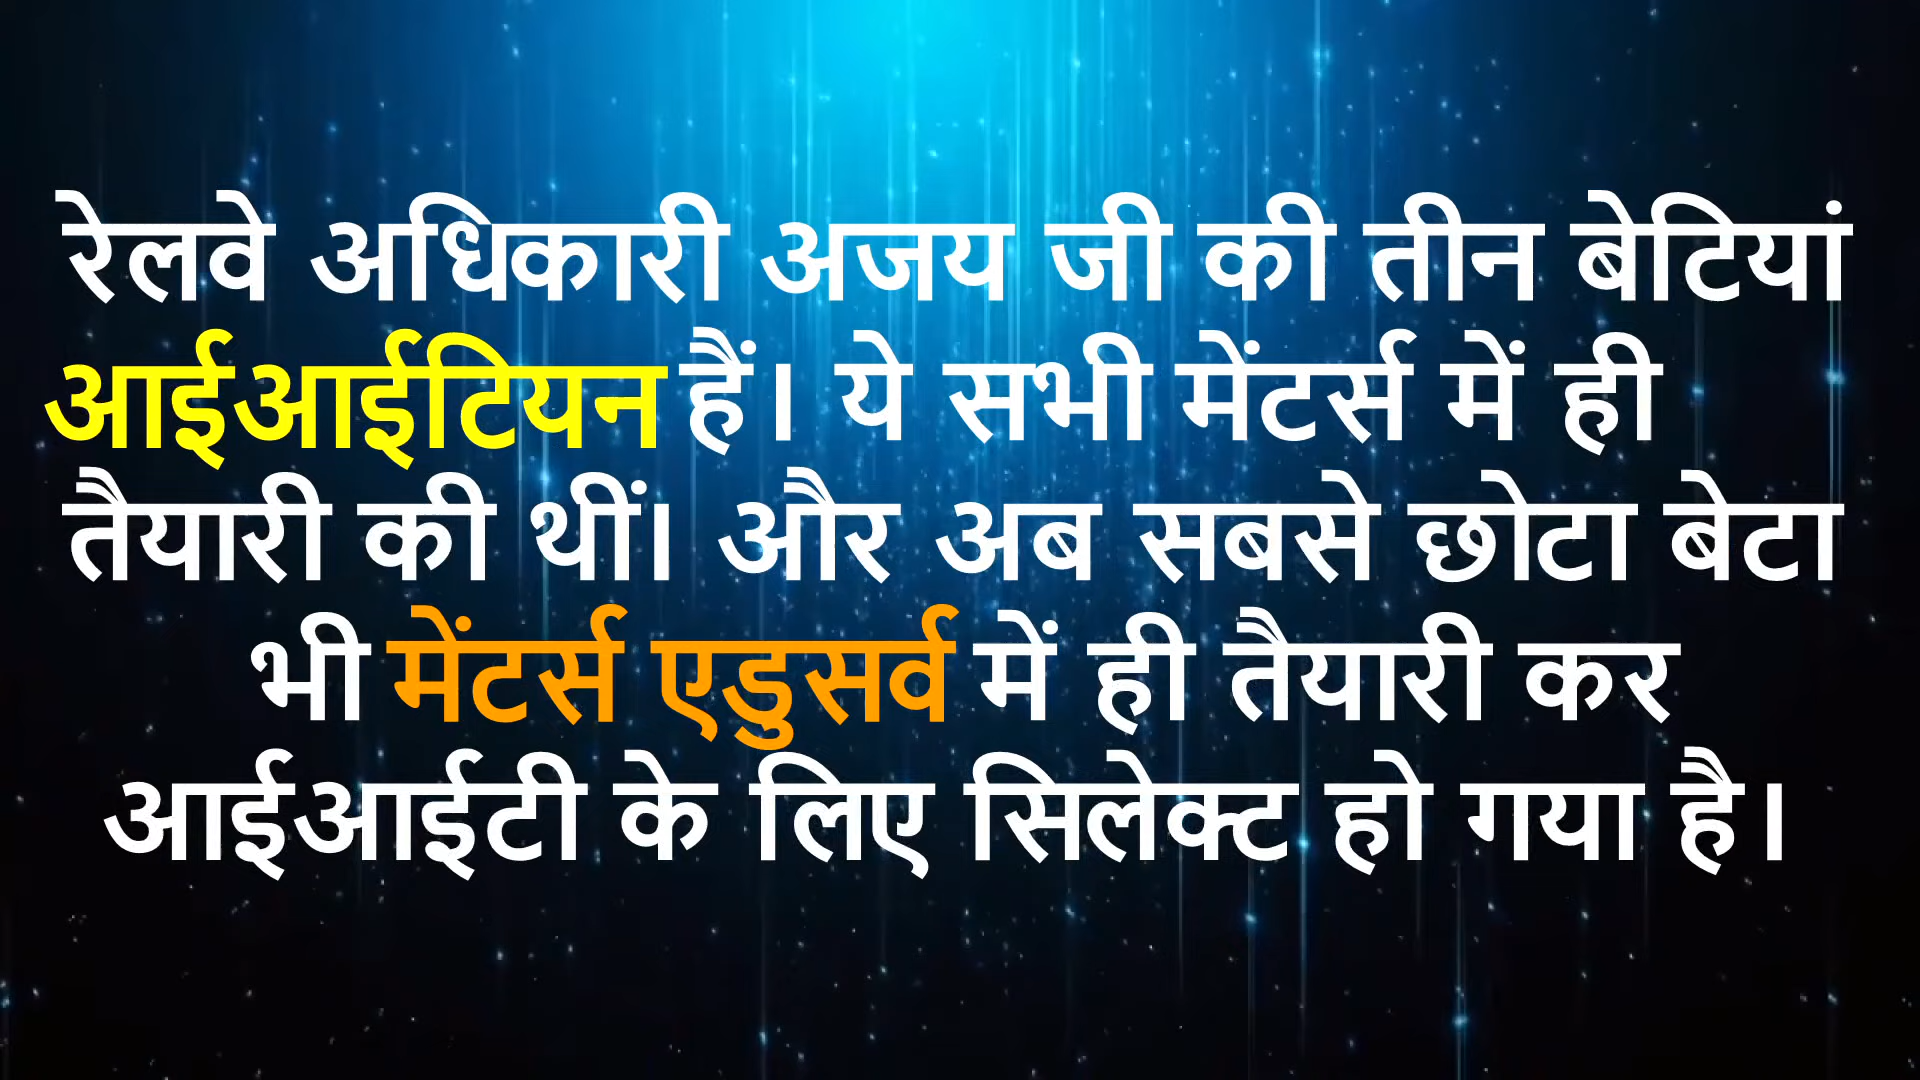 रेलवे अधिकारी अजय जी की तीन बेटियां
आईआईटियन हैं। ये सभी मेंटर्स में ही
तैयारी की थीं। और अब सबसे छोटा बेटा
भी मेंटर्स एडुसर्व में ही तैयारी कर
आईआईटी के लिए सिलेक्ट हो गया है।